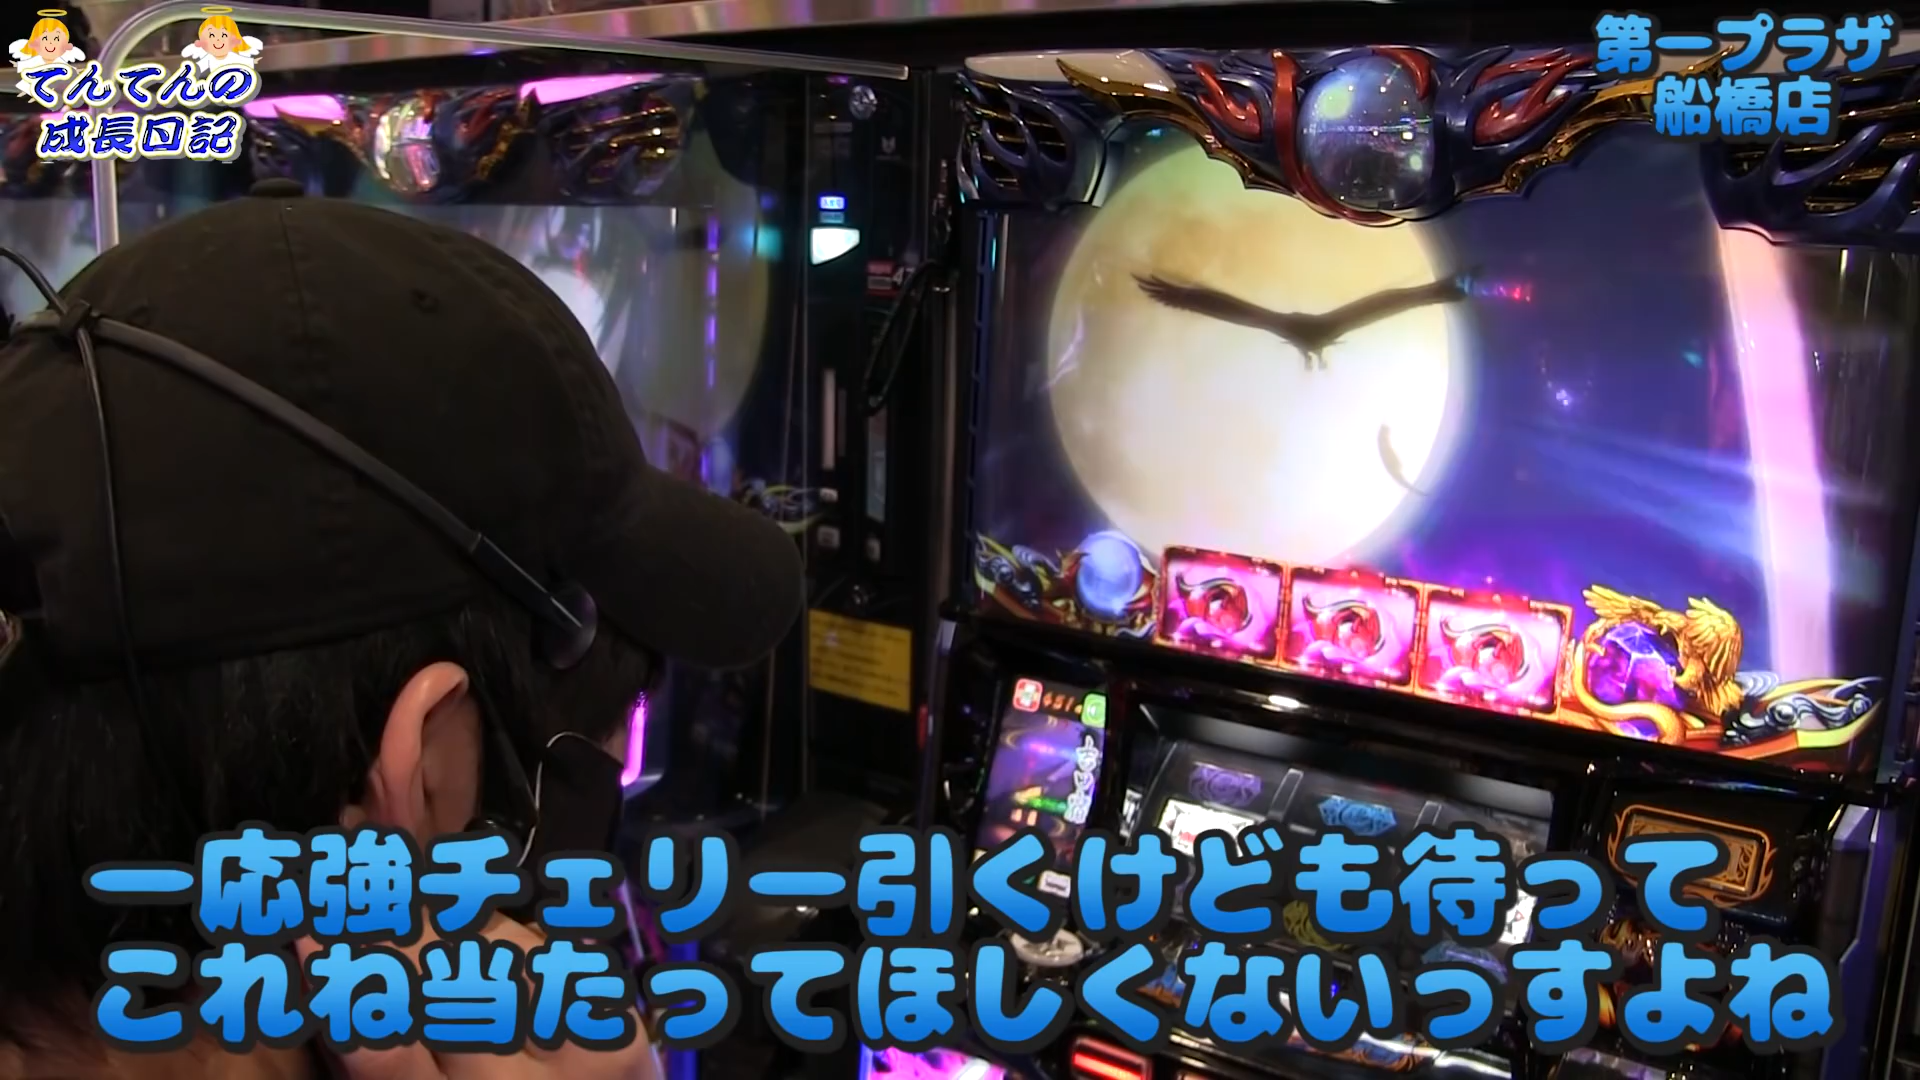 てんてんの
成長日記
第一プラザ
船橋店
一応強チェリー引くけども待って
これね当たってほしくないっすよね